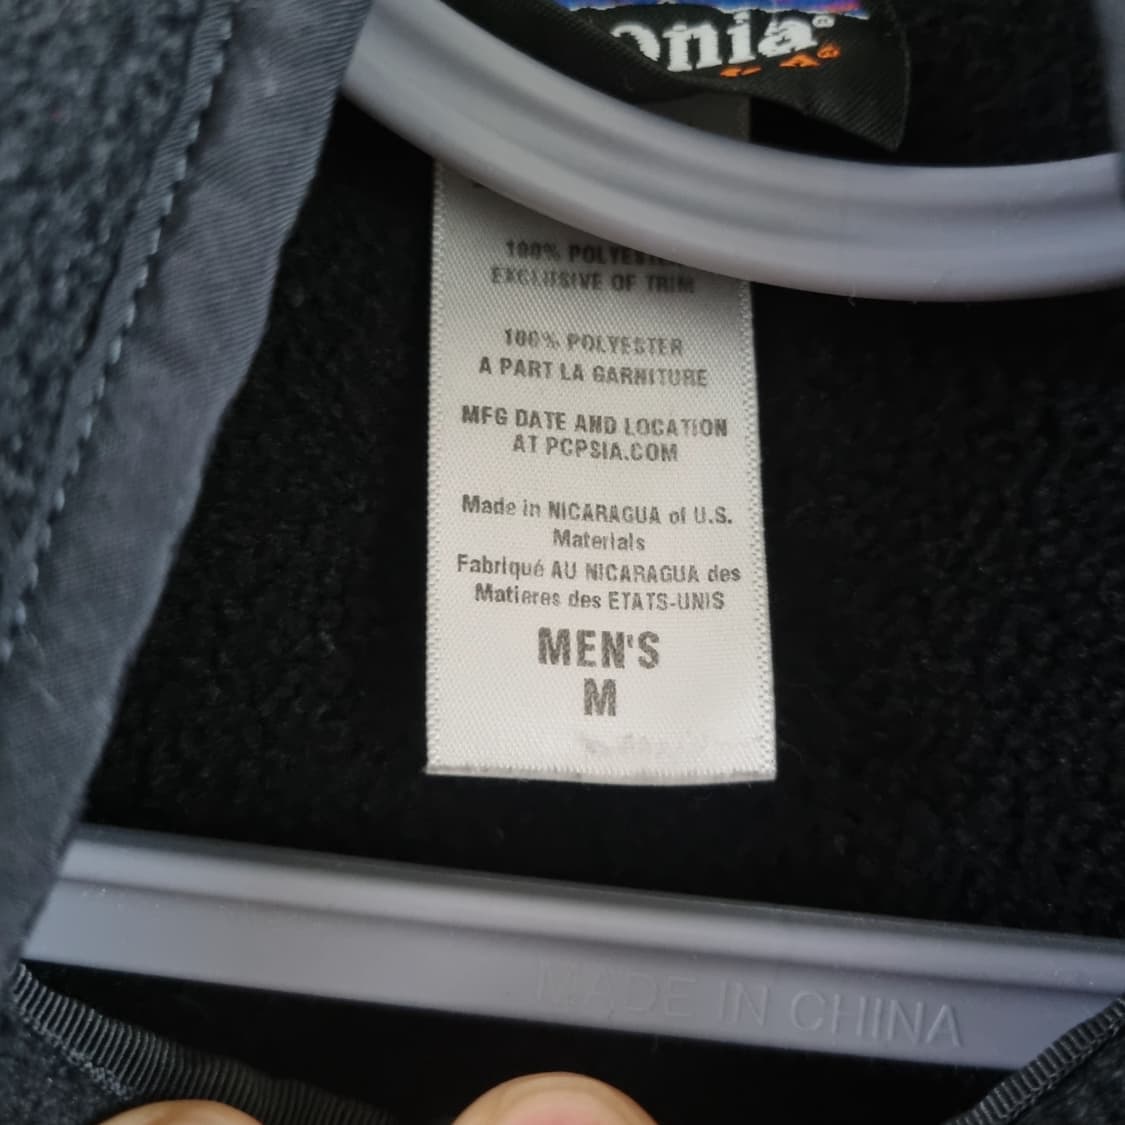 onia®
100% POLYESTER
EXCLUSIVE OF TRIM
100% POLYESTER
A PART LA GARNITURE
MFG DATE AND LOCATION
AT PCPSIA.COM
Made in NICARAGUA of U.S.
Materials
Fabriqué AU NICARAGUA des
Matieres des ETATS-UNIS
MEN'S
M
MADE IN CHINA